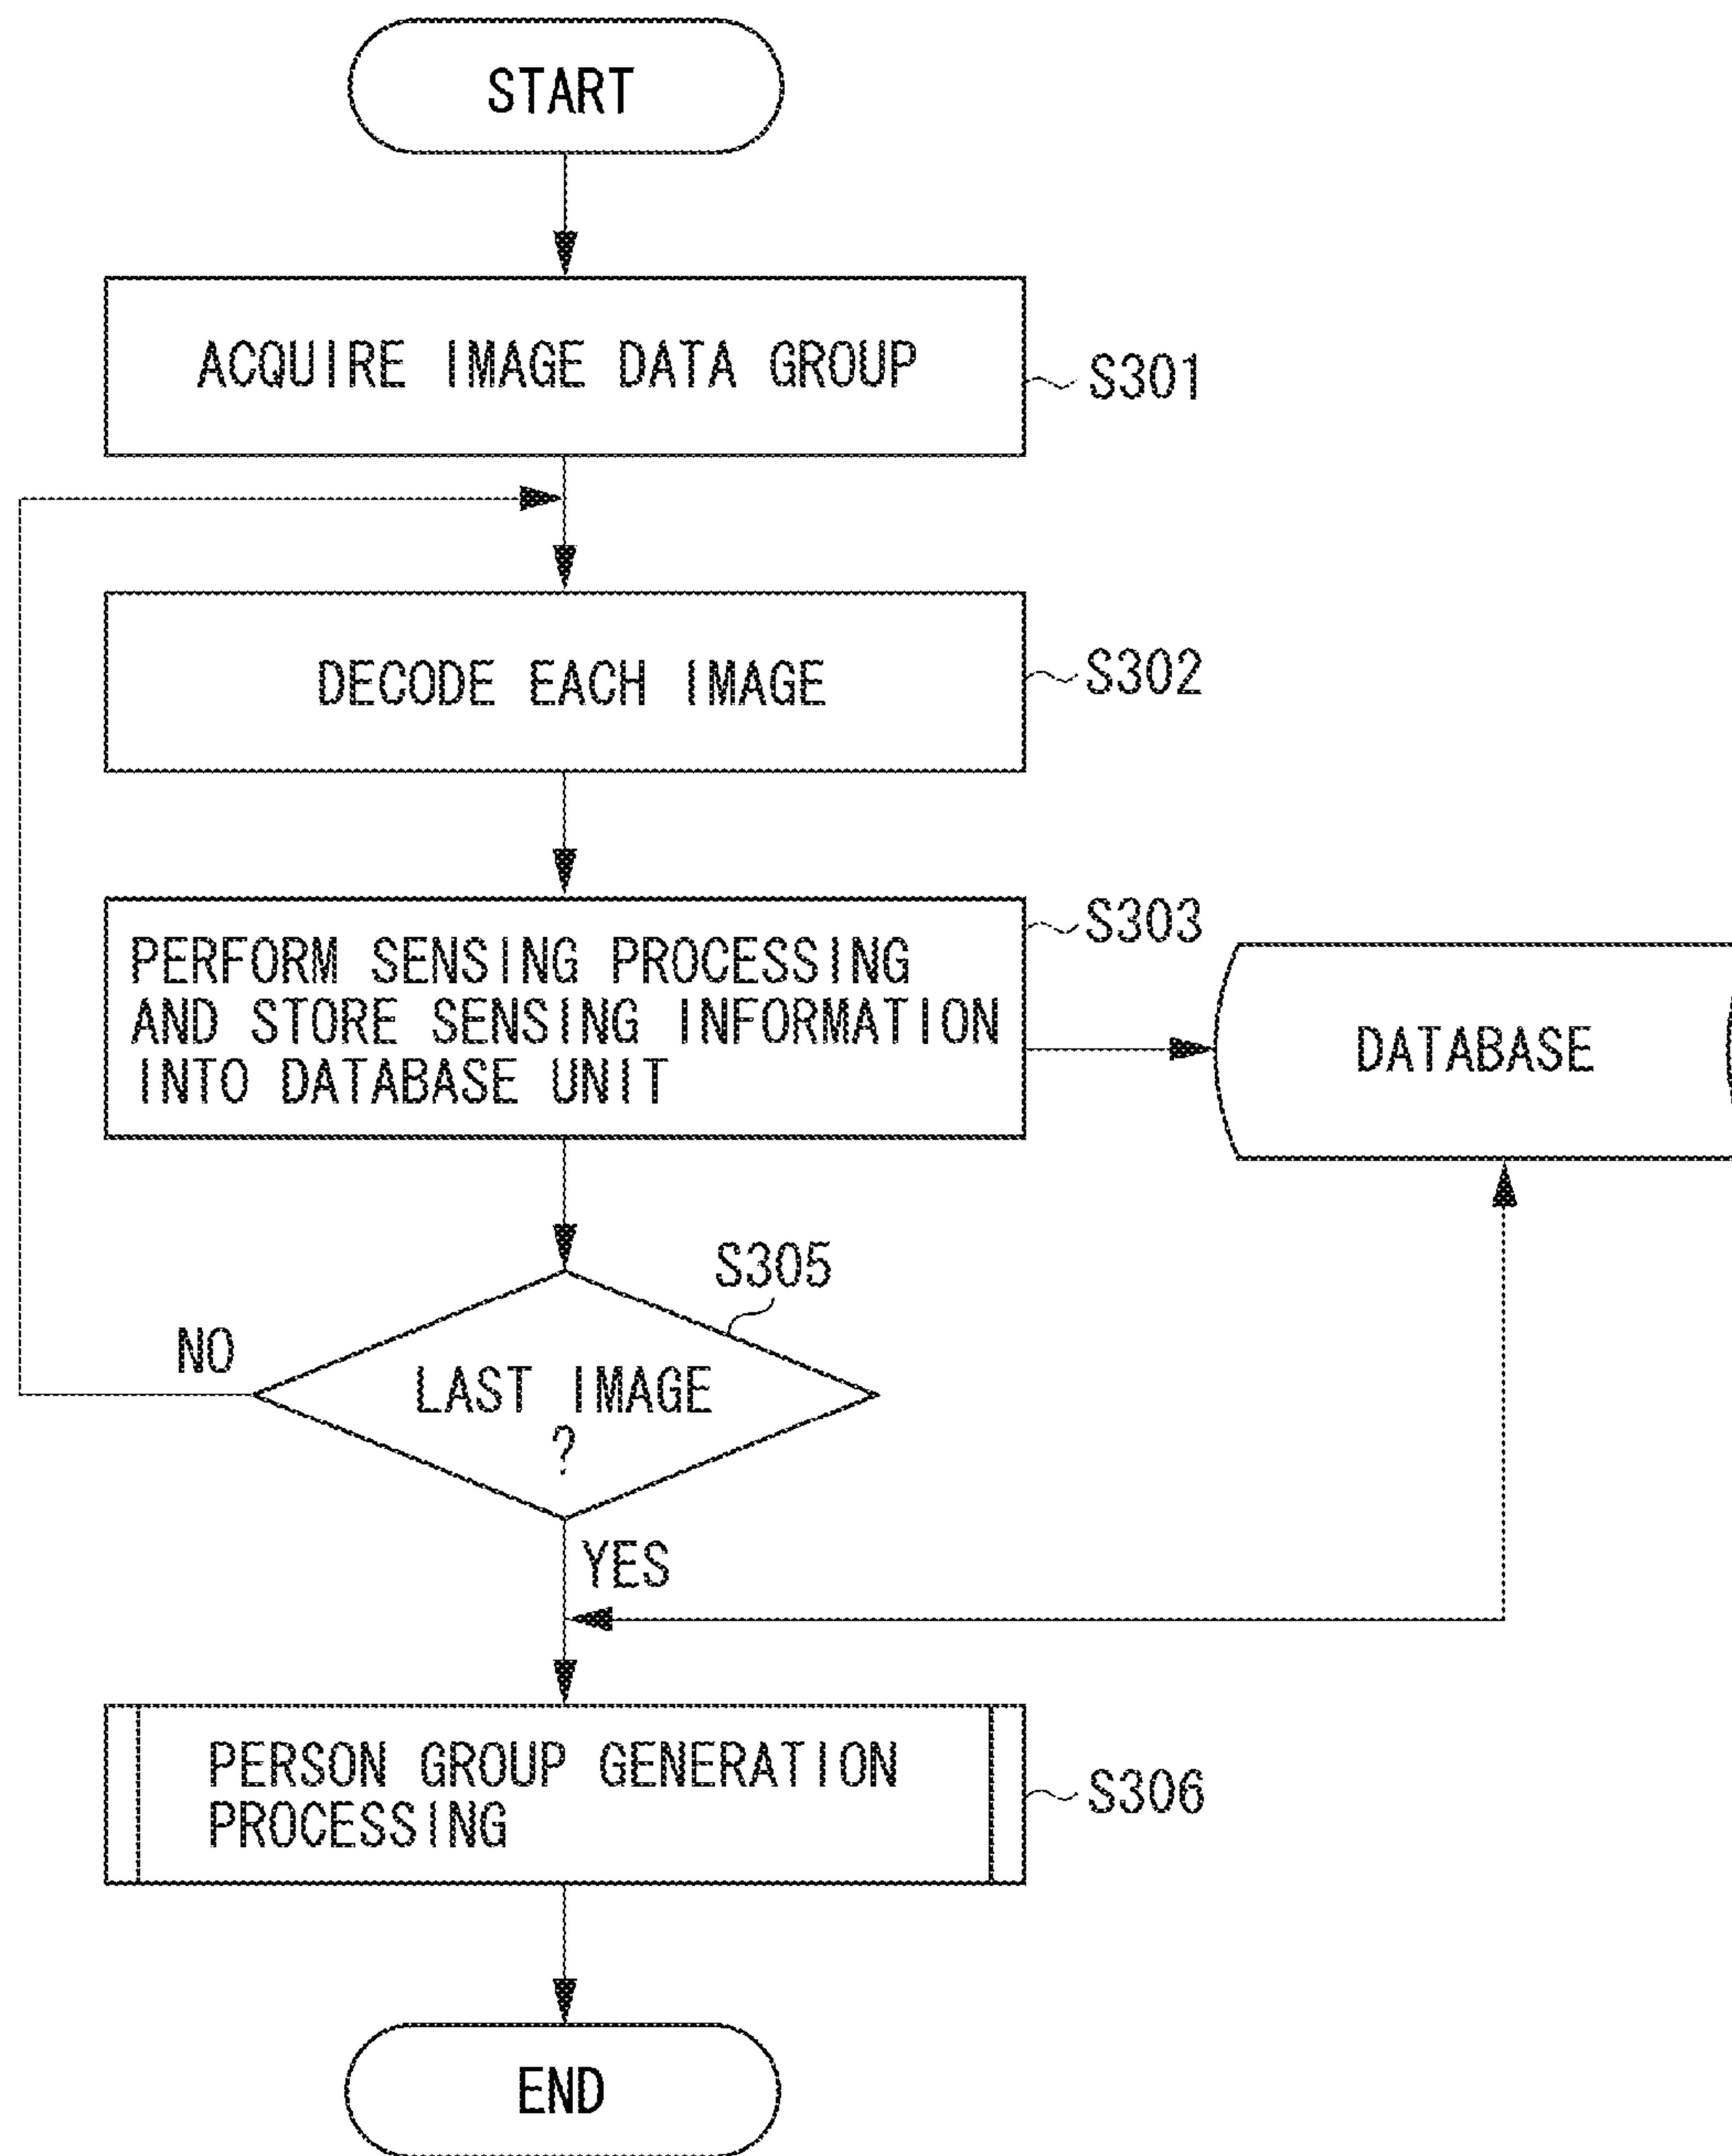 START
ACQUIRE IMAGE DATA GROUP
S301
DECODE EACH IMAGE
S302
PERFORM SENSING PROCESSING
AND STORE SENSING INFORMATION
INTO DATABASE UNIT
S303
DATABASE
S305
LAST IMAGE
?
NO
YES
PERSON GROUP GENERATION
PROCESSING
S306
END